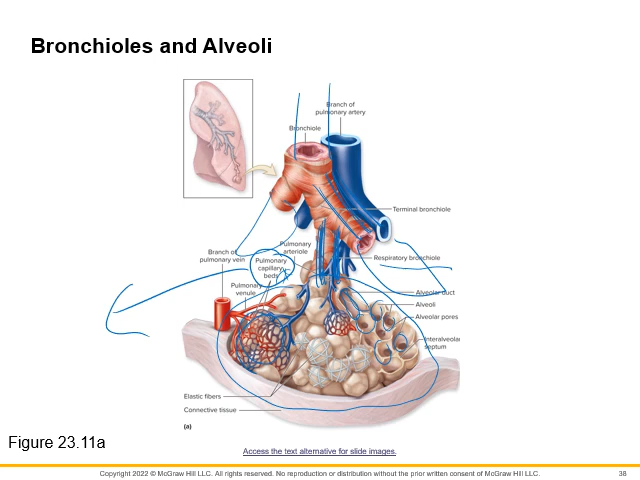 Bronchioles and Alveoli
Branch of
pulmonary artery
Bronchiole
Terminal bronchiole
Pulmonary
arteriole
Branch of
pulmonary vein
Respiratory bronchiole
Pulmonary
capillary
beds
Pulmonary
venule
Alveolar duct
Alveoli
Alveolar pores
Interalveolar
septum
Elastic fibers
Connective tissue
(a)
Figure 23.11a
Access the text alternative for slide images.
Copyright 2022 © McGraw Hill LLC. All rights reserved. No reproduction or distribution without the prior written consent of McGraw Hill LLC.
38